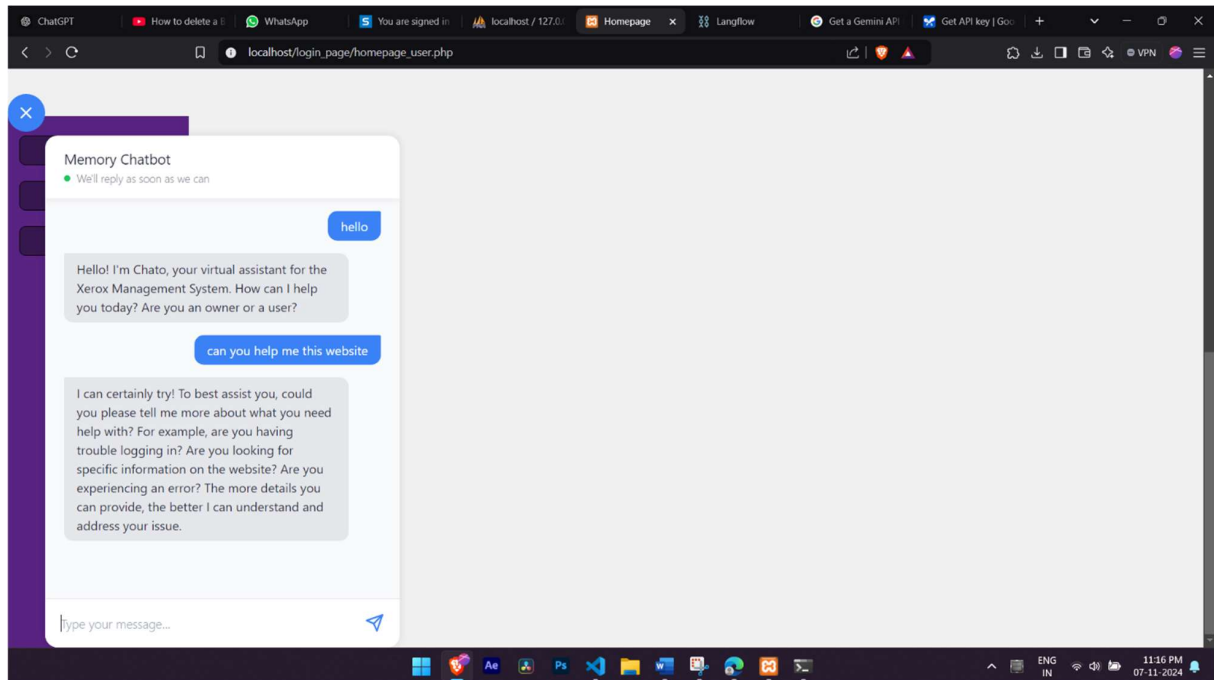 ChatGPT
How to delete a B
WhatsApp
You are signed in
localhost / 127.0.
Homepage
Langflow
Get a Gemini API
Get API key | Goo
localhost/login_page/homepage_user.php
VPN
Memory Chatbot
We'll reply as soon as we can
hello
Hello! I'm Chato, your virtual assistant for the
Xerox Management System. How can I help
you today? Are you an owner or a user?
can you help me this website
I can certainly try! To best assist you, could
you please tell me more about what you need
help with? For example, are you having
trouble logging in? Are you looking for
specific information on the website? Are you
experiencing an error? The more details you
can provide, the better I can understand and
address your issue.
Type your message...
Ae
Ps
ENG
IN
11:16 PM
07-11-2024